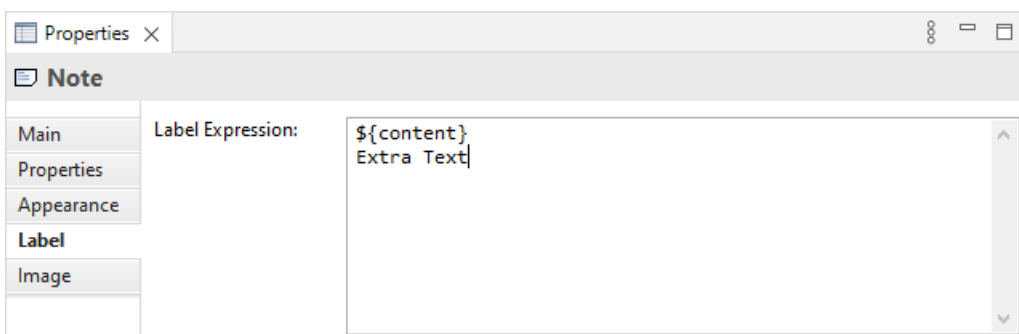 Properties
Note
Main
Label Expression:
${content}
Extra Text
Properties
Appearance
Label
Image